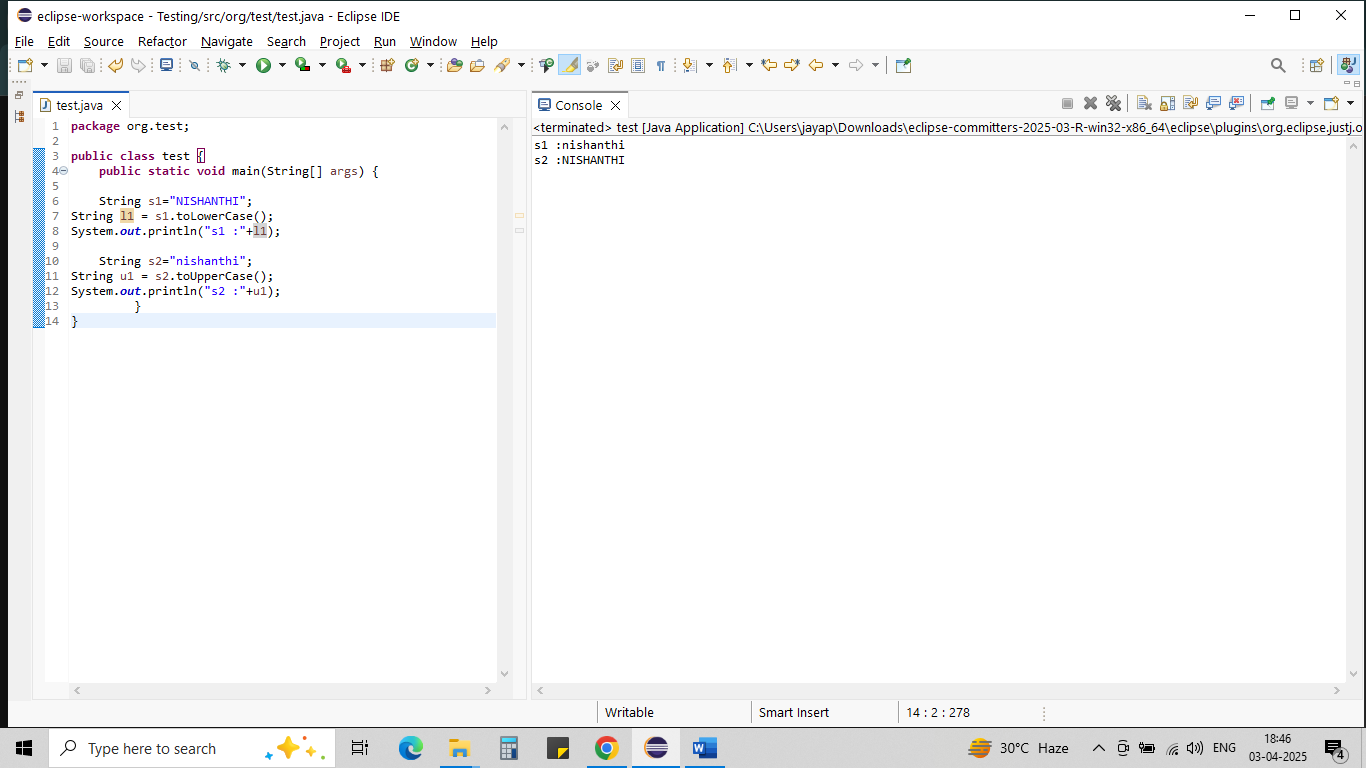 eclipse-workspace - Testing/src/org/test/test.java - Eclipse IDE
File Edit Source Refactor Navigate Search Project Run Window Help
test.java
1 package org.test;
2
3 public class test {
4 public static void main(String[] args) {
5
6 String s1="NISHANTHI";
7 String l1 = s1.toLowerCase();
8 System.out.println("s1 :"+l1);
9
10 String s2="nishanthi";
11 String u1 = s2.toUpperCase();
12 System.out.println("s2 :"+u1);
13 }
14 }
Console
<terminated> test [Java Application] C:\Users\jayap\Downloads\eclipse-committers-2025-03-R-win32-x86_64\eclipse\plugins\org.eclipse.justj.o
s1 :nishanthi
s2 :NISHANTHI
Writable Smart Insert 14 : 2 : 278
Type here to search
30°C Haze
ENG
18:46
03-04-2025
4